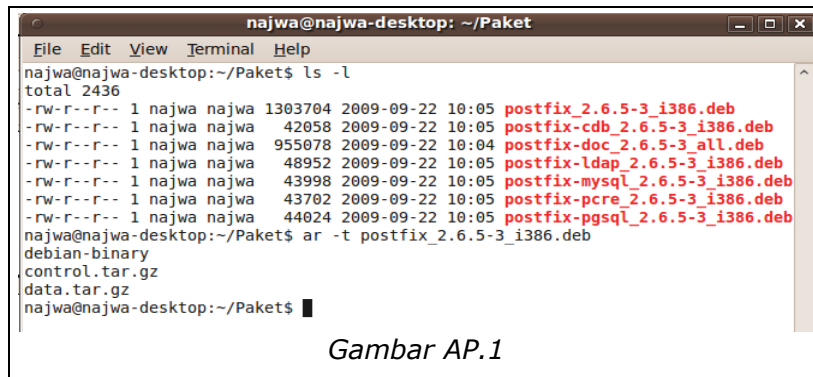 najwa@najwa-desktop: ~/Paket
File Edit View Terminal Help
najwa@najwa-desktop:~/Paket$ ls -l
total 2436
-rw-r--r-- 1 najwa najwa 1303704 2009-09-22 10:05 postfix_2.6.5-3_i386.deb
-rw-r--r-- 1 najwa najwa   42058 2009-09-22 10:05 postfix-cdb_2.6.5-3_i386.deb
-rw-r--r-- 1 najwa najwa  955078 2009-09-22 10:04 postfix-doc_2.6.5-3_all.deb
-rw-r--r-- 1 najwa najwa   48952 2009-09-22 10:05 postfix-ldap_2.6.5-3_i386.deb
-rw-r--r-- 1 najwa najwa   43998 2009-09-22 10:05 postfix-mysql_2.6.5-3_i386.deb
-rw-r--r-- 1 najwa najwa   43702 2009-09-22 10:05 postfix-pcre_2.6.5-3_i386.deb
-rw-r--r-- 1 najwa najwa   44024 2009-09-22 10:05 postfix-pgsql_2.6.5-3_i386.deb
najwa@najwa-desktop:~/Paket$ ar -t postfix_2.6.5-3_i386.deb
debian-binary
control.tar.gz
data.tar.gz
najwa@najwa-desktop:~/Paket$
Gambar AP.1